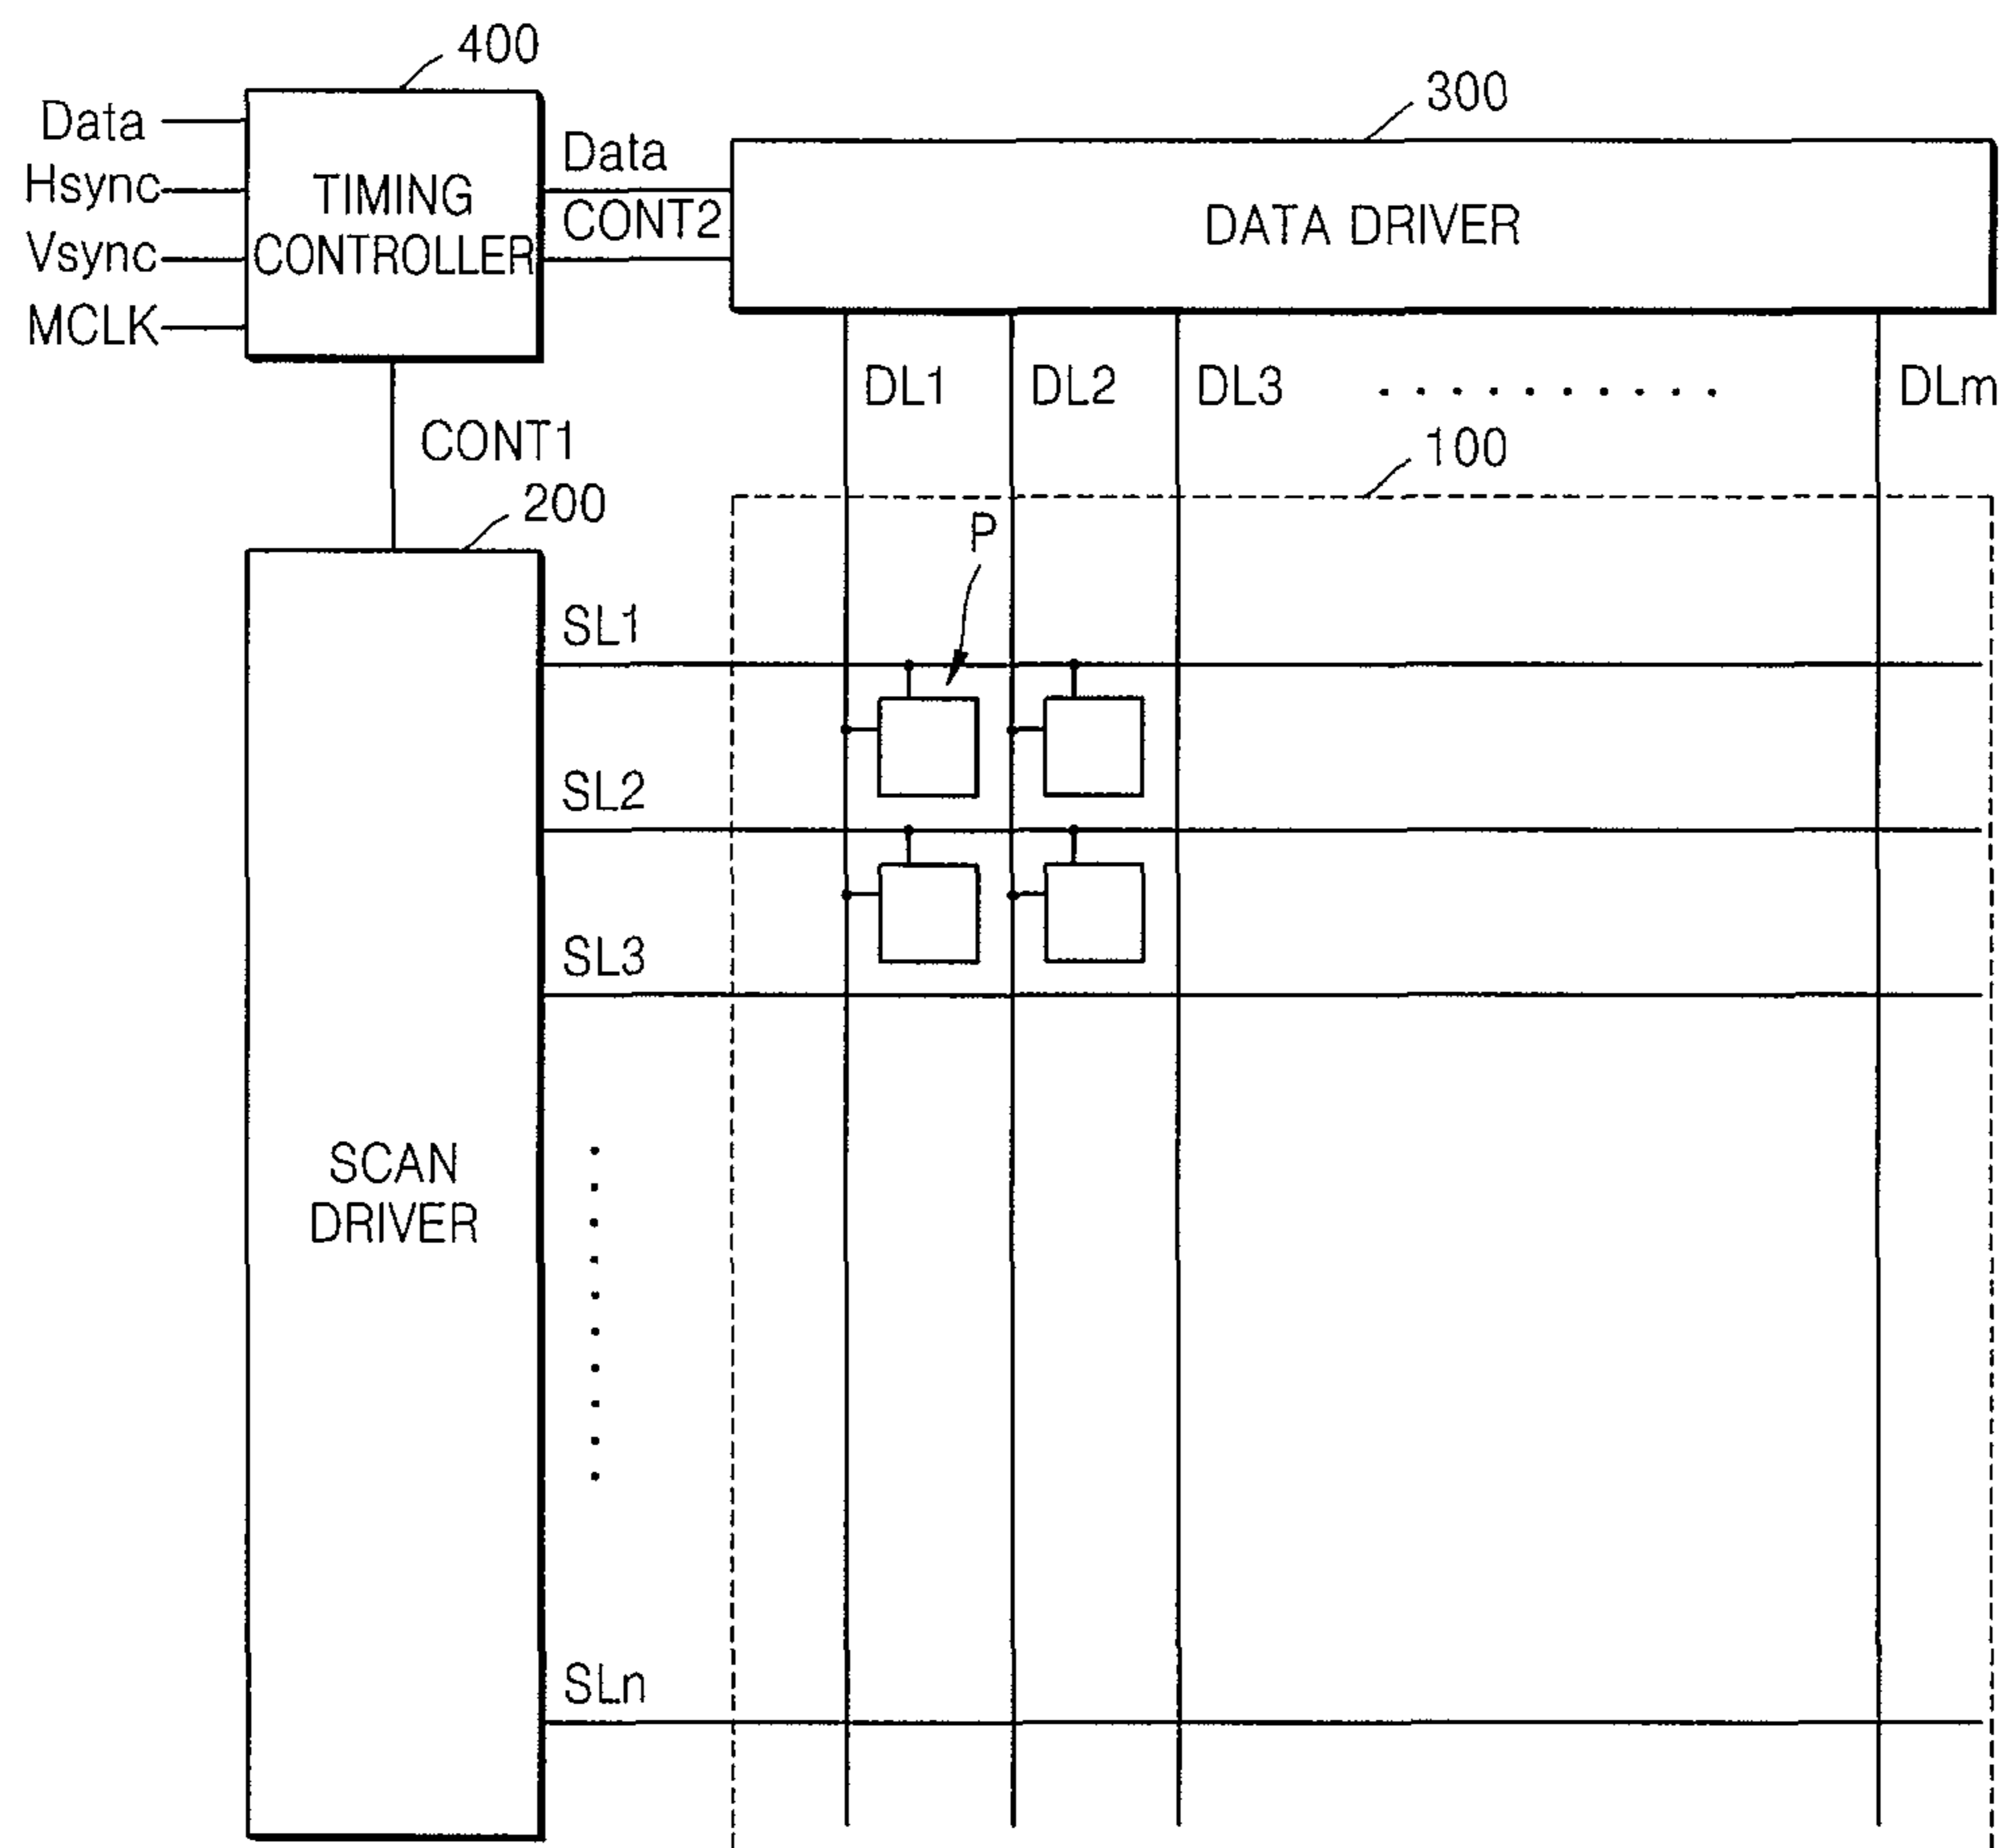 400
300
Data
Hsync
Vsync
MCLK
TIMING
CONTROLLER
Data
CONT2
DATA DRIVER
DL1
DL2
DL3
DLm
CONT1
100
200
P
SL1
SL2
SL3
SCAN
DRIVER
SLn